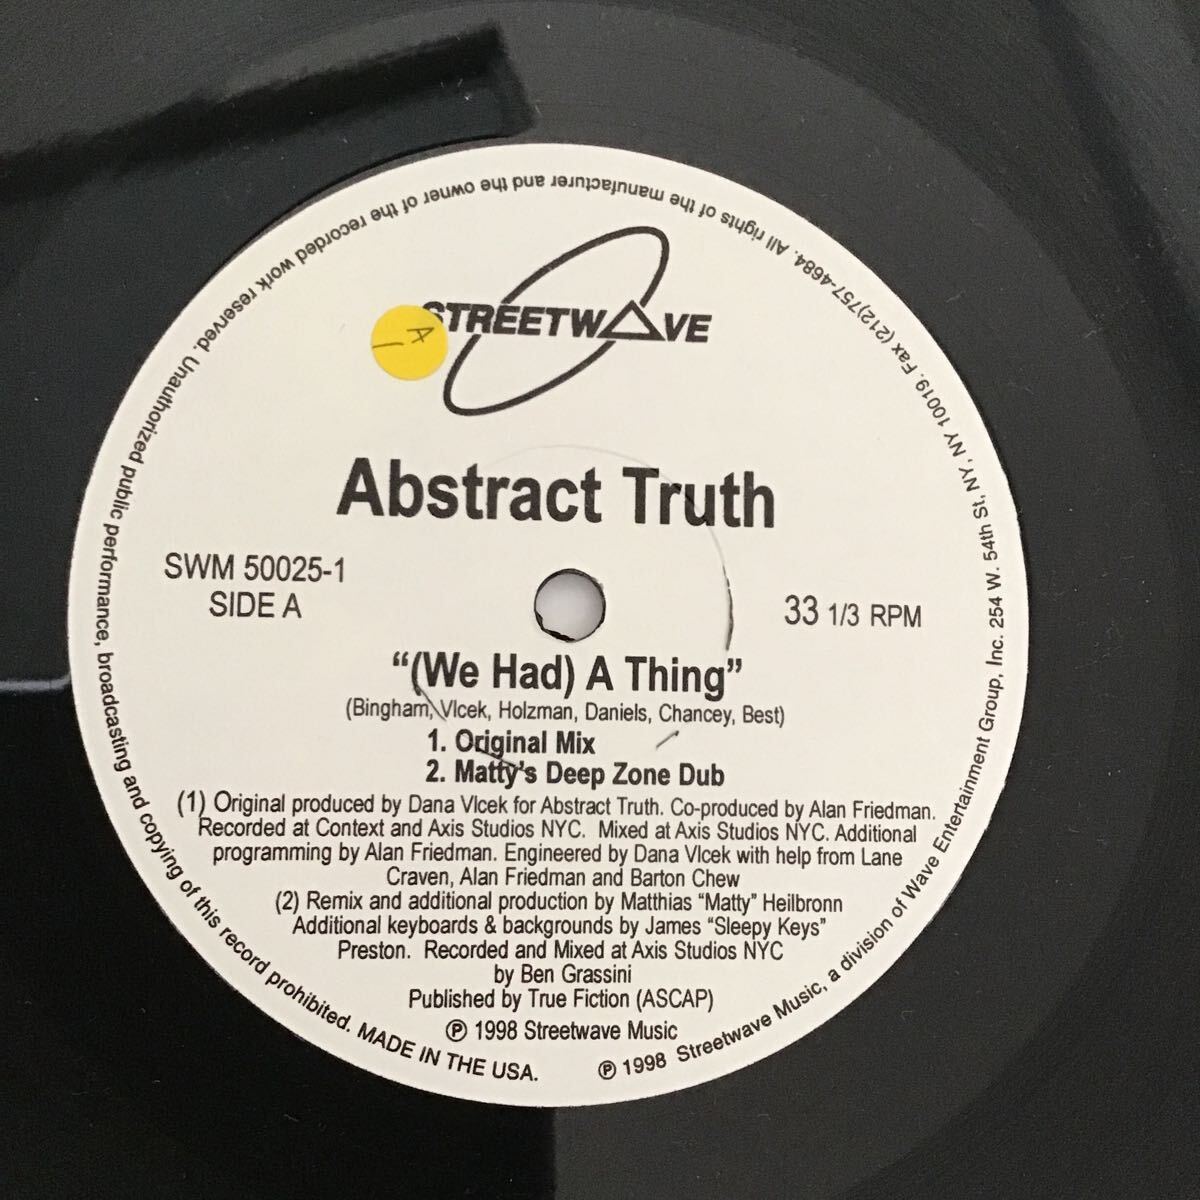 STREETWAVE
A
Abstract Truth
SWM 50025-1
SIDE A
33 1/3 RPM
“(We Had) A Thing”
(Bingham, Vlcek, Holzman, Daniels, Chancey, Best)
1. Original Mix
2. Matty's Deep Zone Dub
(1) Original produced by Dana Vlcek for Abstract Truth. Co-produced by Alan Friedman.
Recorded at Context and Axis Studios NYC. Mixed at Axis Studios NYC. Additional
programming by Alan Friedman. Engineered by Dana Vlcek with help from Lane
Craven, Alan Friedman and Barton Chew
(2) Remix and additional production by Matthias “Matty” Heilbronn
Additional keyboards & backgrounds by James “Sleepy Keys”
Preston. Recorded and Mixed at Axis Studios NYC
by Ben Grassini
Published by True Fiction (ASCAP)
℗ 1998 Streetwave Music
℗ 1998 Streetwave Music, a division of Wave Entertainment Group, Inc. 254 W. 54th St, NY, NY 10019. Fax (212)757-4684. All rights of the manufacturer and the owner of the recorded work reserved. Unauthorized public performance, broadcasting and copying of this record prohibited. MADE IN THE USA.